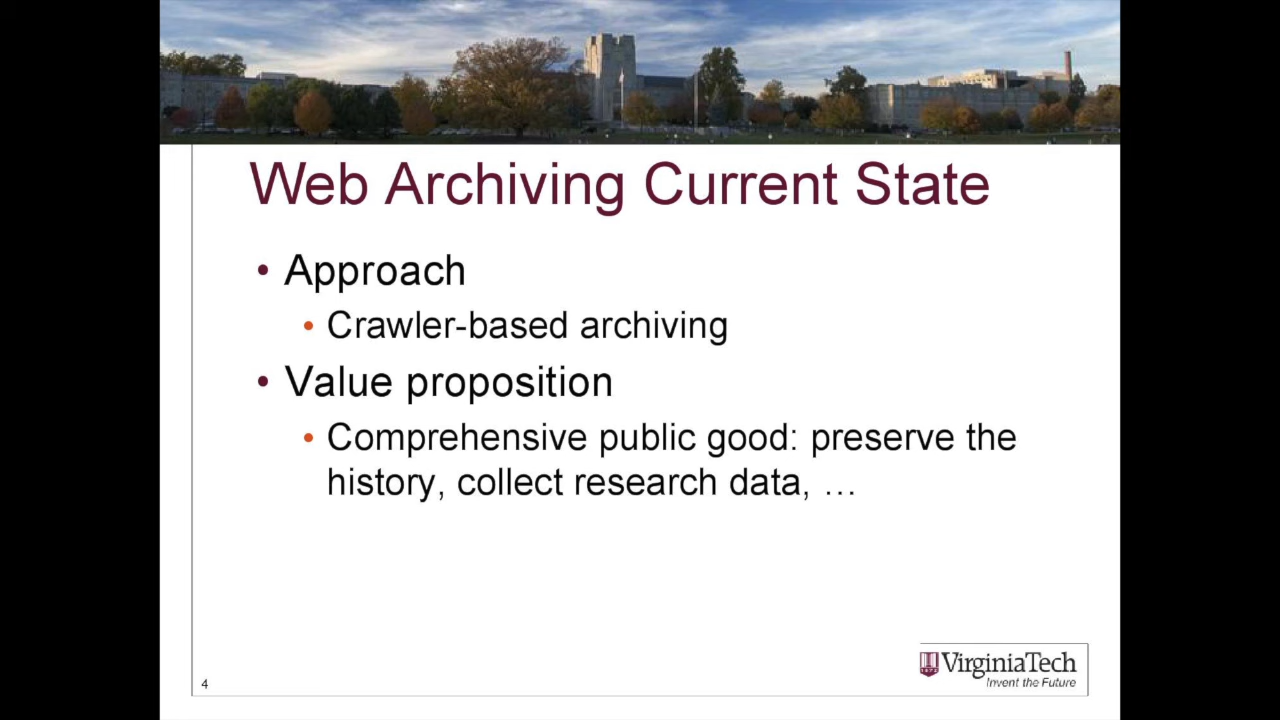 Web Archiving Current State
• Approach
• Crawler-based archiving
• Value proposition
• Comprehensive public good: preserve the
history, collect research data, …
4
VirginiaTech
Invent the Future